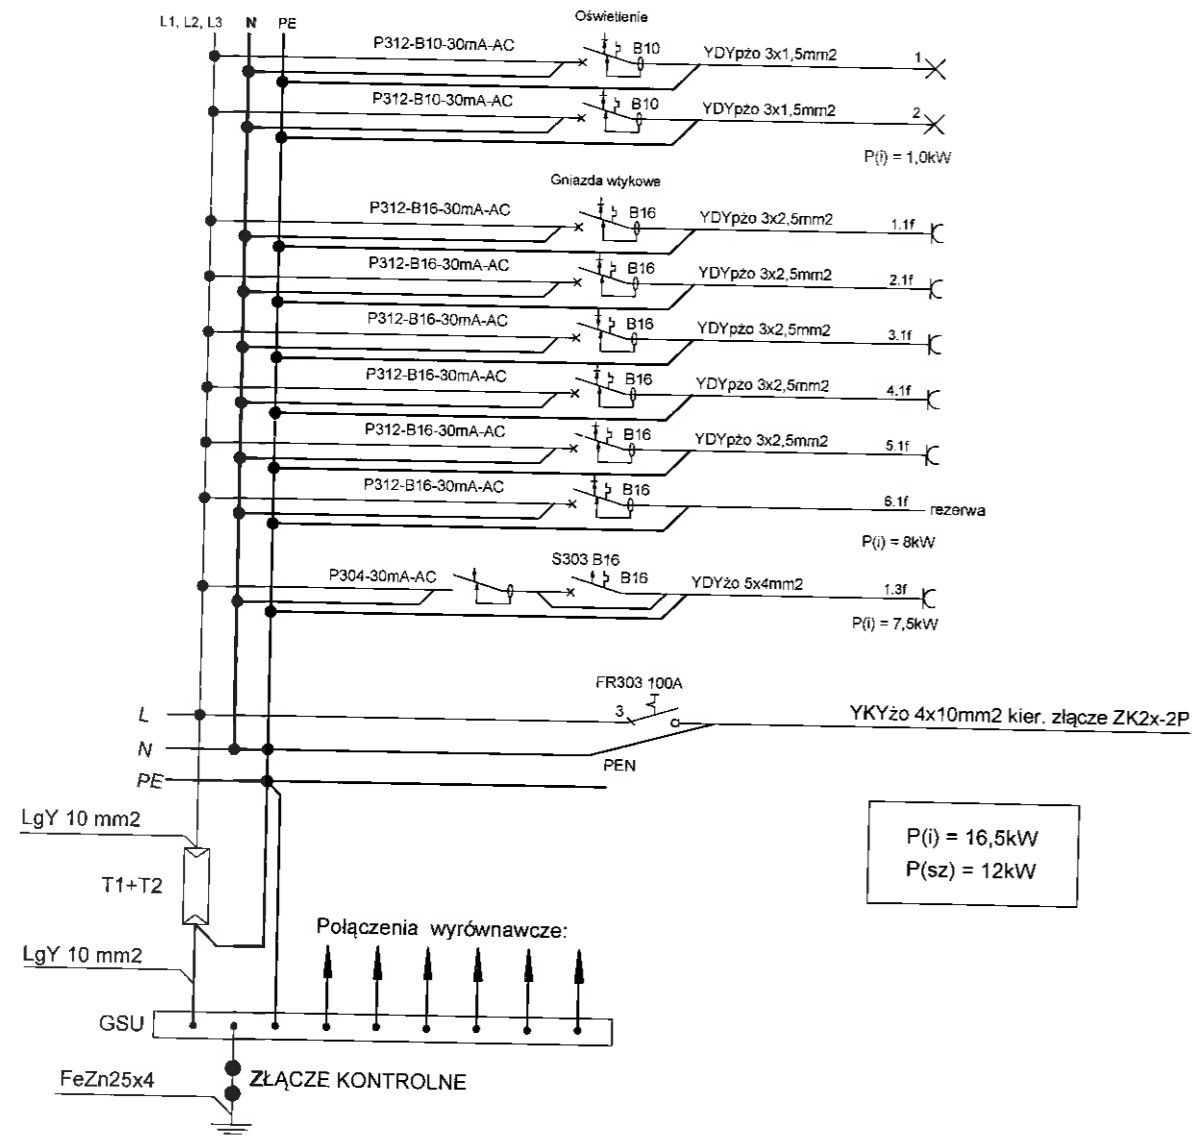 L1, L2, L3 N PE
Oświetlenie
P312-B10-30mA-AC B10 YDYpżo 3x1,5mm2 1
P312-B10-30mA-AC B10 YDYpżo 3x1,5mm2 2
P(i) = 1,0kW
Gniazda wtykowe
P312-B16-30mA-AC B16 YDYpżo 3x2,5mm2 1.1f
P312-B16-30mA-AC B16 YDYpżo 3x2,5mm2 2.1f
P312-B16-30mA-AC B16 YDYpżo 3x2,5mm2 3.1f
P312-B16-30mA-AC B16 YDYpżo 3x2,5mm2 4.1f
P312-B16-30mA-AC B16 YDYpżo 3x2,5mm2 5.1f
P312-B16-30mA-AC B16 6.1f rezerwa
P(i) = 8kW
S303 B16
P304-30mA-AC B16 YDYżo 5x4mm2 1.3f
P(i) = 7,5kW
FR303 100A
L 3 YKYżo 4x10mm2 kier. złącze ZK2x-2P
N PEN
PE
LgY 10 mm2
P(i) = 16,5kW
P(sz) = 12kW
T1+T2
Połączenia wyrównawcze:
LgY 10 mm2
GSU
FeZn25x4 ZŁĄCZE KONTROLNE